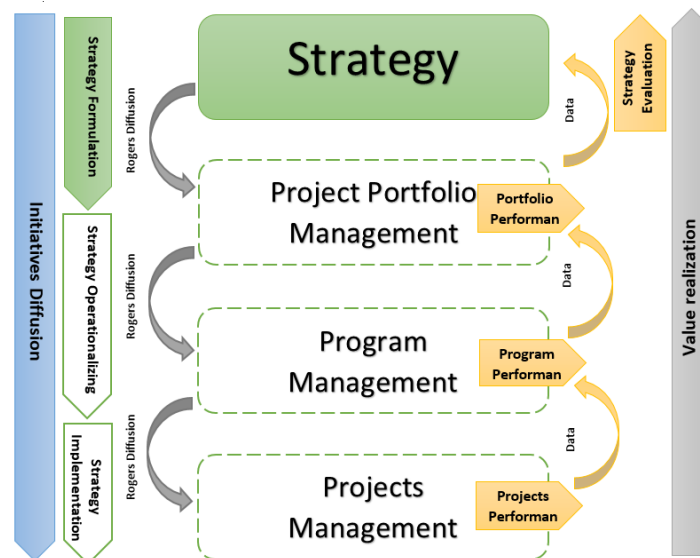 Strategy
Project Portfolio
Management
Program
Management
Projects
Management
Initiatives Diffusion
Strategy Formulation
Strategy Operationalizing
Strategy
Implementation
Rogers Diffusion
Rogers Diffusion
Rogers Diffusion
Portfolio
Performan
Program
Performan
Projects
Performan
Data
Data
Data
Strategy
Evaluation
Value realization